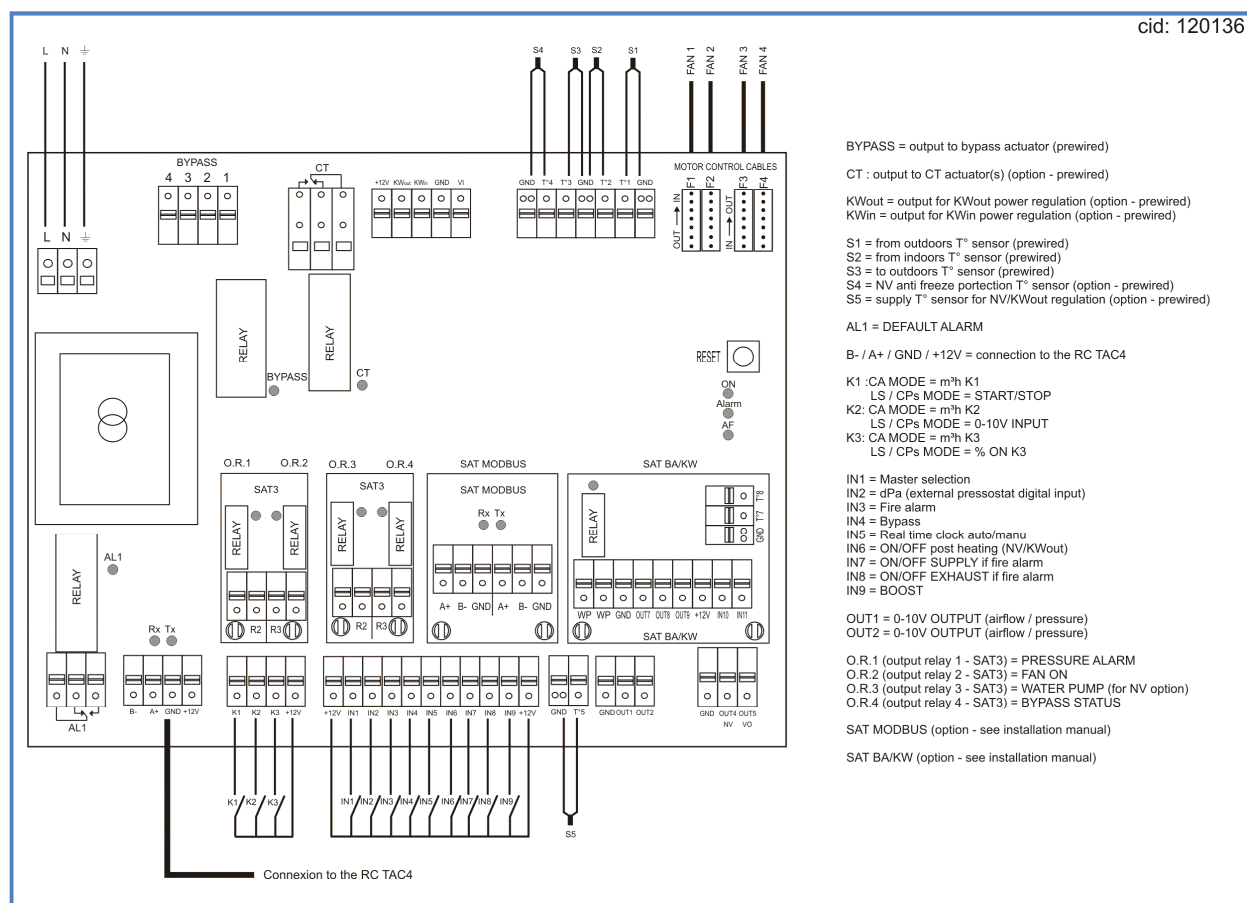 cid: 120136
L N
S4 S3 S2 S1
FAN 1 FAN 2 FAN 3 FAN 4
BYPASS
4 3 2 1
CT
+12V KWout KWin GND VI
GND T°4 T°3 GND T°2 T°1 GND
MOTOR CONTROL CABLES
F1 F2 F3 F4
OUT IN
IN OUT
L N
RELAY
BYPASS
RELAY
CT
RESET
ON
Alarm
AF
O.R.1 O.R.2
SAT3
RELAY RELAY
R2 R3
O.R.3 O.R.4
SAT3
RELAY RELAY
R2 R3
SAT MODBUS
SAT MODBUS
Rx Tx
A+ B- GND A+ B- GND
SAT BA/KW
RELAY
T°8
T°7
GND
WP WP GND OUT7 OUT8 OUT9 +12V IN10 IN11
SAT BA/KW
RELAY
AL1
Rx Tx
AL1
B- A+ GND +12V
K1 K2 K3 +12V
+12V IN1 IN2 IN3 IN4 IN5 IN6 IN7 IN8 IN9 +12V
GND T°5
GND OUT1 OUT2
GND OUT4 OUT5
NV VO
K1 K2 K3
IN1 IN2 IN3 IN4 IN5 IN6 IN7 IN8 IN9
S5
Connexion to the RC TAC4
BYPASS = output to bypass actuator (prewired)
CT : output to CT actuator(s) (option - prewired)
KWout = output for KWout power regulation (option - prewired)
KWin = output for KWin power regulation (option - prewired)
S1 = from outdoors T° sensor (prewired)
S2 = from indoors T° sensor (prewired)
S3 = to outdoors T° sensor (prewired)
S4 = NV anti freeze portection T° sensor (option - prewired)
S5 = supply T° sensor for NV/KWout regulation (option - prewired)
AL1 = DEFAULT ALARM
B- / A+ / GND / +12V = connection to the RC TAC4
K1 :CA MODE = m³h K1
LS / CPs MODE = START/STOP
K2: CA MODE = m³h K2
LS / CPs MODE = 0-10V INPUT
K3: CA MODE = m³h K3
LS / CPs MODE = % ON K3
IN1 = Master selection
IN2 = dPa (external pressostat digital input)
IN3 = Fire alarm
IN4 = Bypass
IN5 = Real time clock auto/manu
IN6 = ON/OFF post heating (NV/KWout)
IN7 = ON/OFF SUPPLY if fire alarm
IN8 = ON/OFF EXHAUST if fire alarm
IN9 = BOOST
OUT1 = 0-10V OUTPUT (airflow / pressure)
OUT2 = 0-10V OUTPUT (airflow / pressure)
O.R.1 (output relay 1 - SAT3) = PRESSURE ALARM
O.R.2 (output relay 2 - SAT3) = FAN ON
O.R.3 (output relay 3 - SAT3) = WATER PUMP (for NV option)
O.R.4 (output relay 4 - SAT3) = BYPASS STATUS
SAT MODBUS (option - see installation manual)
SAT BA/KW (option - see installation manual)